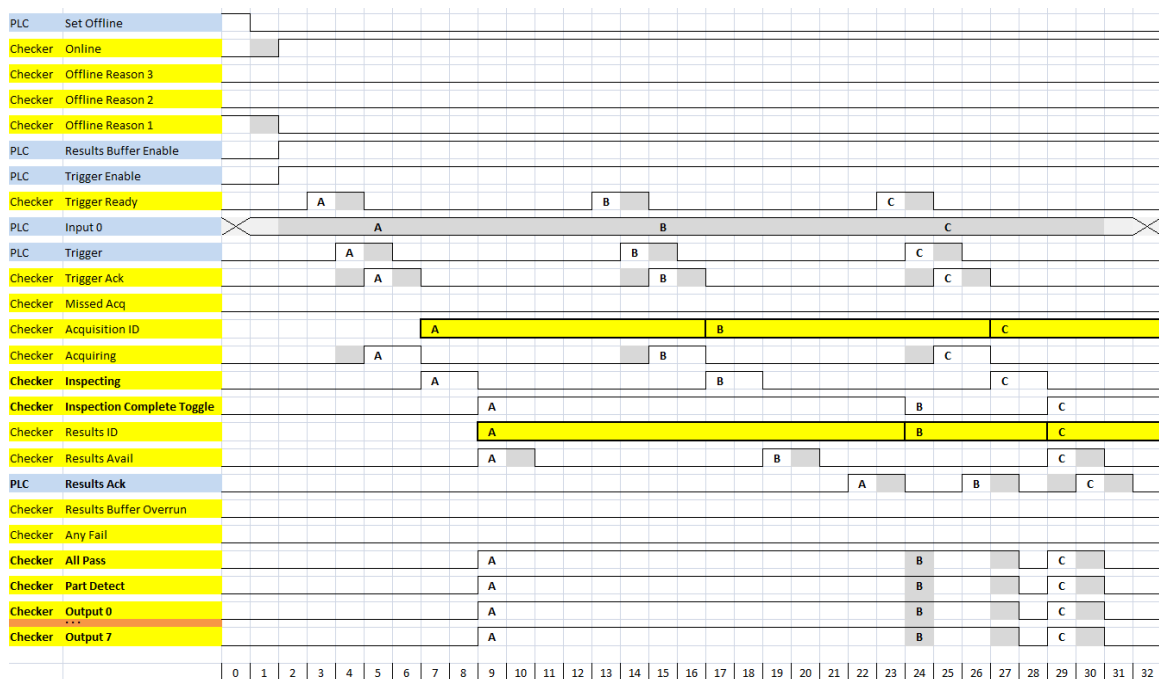 PLC Set Offline
Checker Online
Checker Offline Reason 3
Checker Offline Reason 2
Checker Offline Reason 1
PLC Results Buffer Enable
PLC Trigger Enable
Checker Trigger Ready A B C
PLC Input 0 A B C
PLC Trigger A B C
Checker Trigger Ack A B C
Checker Missed Acq
Checker Acquisition ID A B C
Checker Acquiring A B C
Checker Inspecting A B C
Checker Inspection Complete Toggle A B C
Checker Results ID A B C
Checker Results Avail A B C
PLC Results Ack A B C
Checker Results Buffer Overrun
Checker Any Fail
Checker All Pass A B C
Checker Part Detect A B C
Checker Output 0 A B C
...
Checker Output 7 A B C
0 1 2 3 4 5 6 7 8 9 10 11 12 13 14 15 16 17 18 19 20 21 22 23 24 25 26 27 28 29 30 31 32